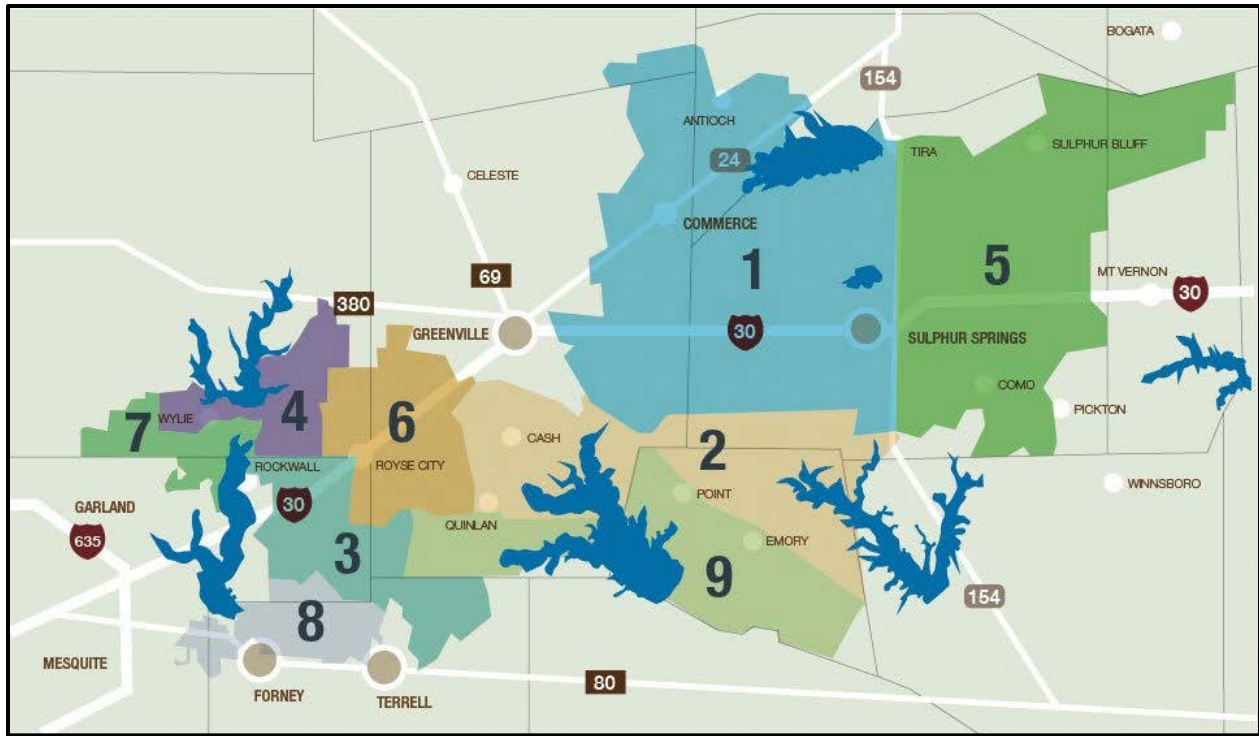 BOGATA
154
ANTIOCH
TIRA
SULPHUR BLUFF
24
CELESTE
COMMERCE
1
5
69
MT VERNON
30
380
GREENVILLE
30
SULPHUR SPRINGS
COMO
PICKTON
7
WYLIE
4
6
CASH
2
ROCKWALL
ROYSE CITY
POINT
WINNSBORO
GARLAND
30
QUINLAN
635
3
EMORY
9
154
8
MESQUITE
80
FORNEY
TERRELL